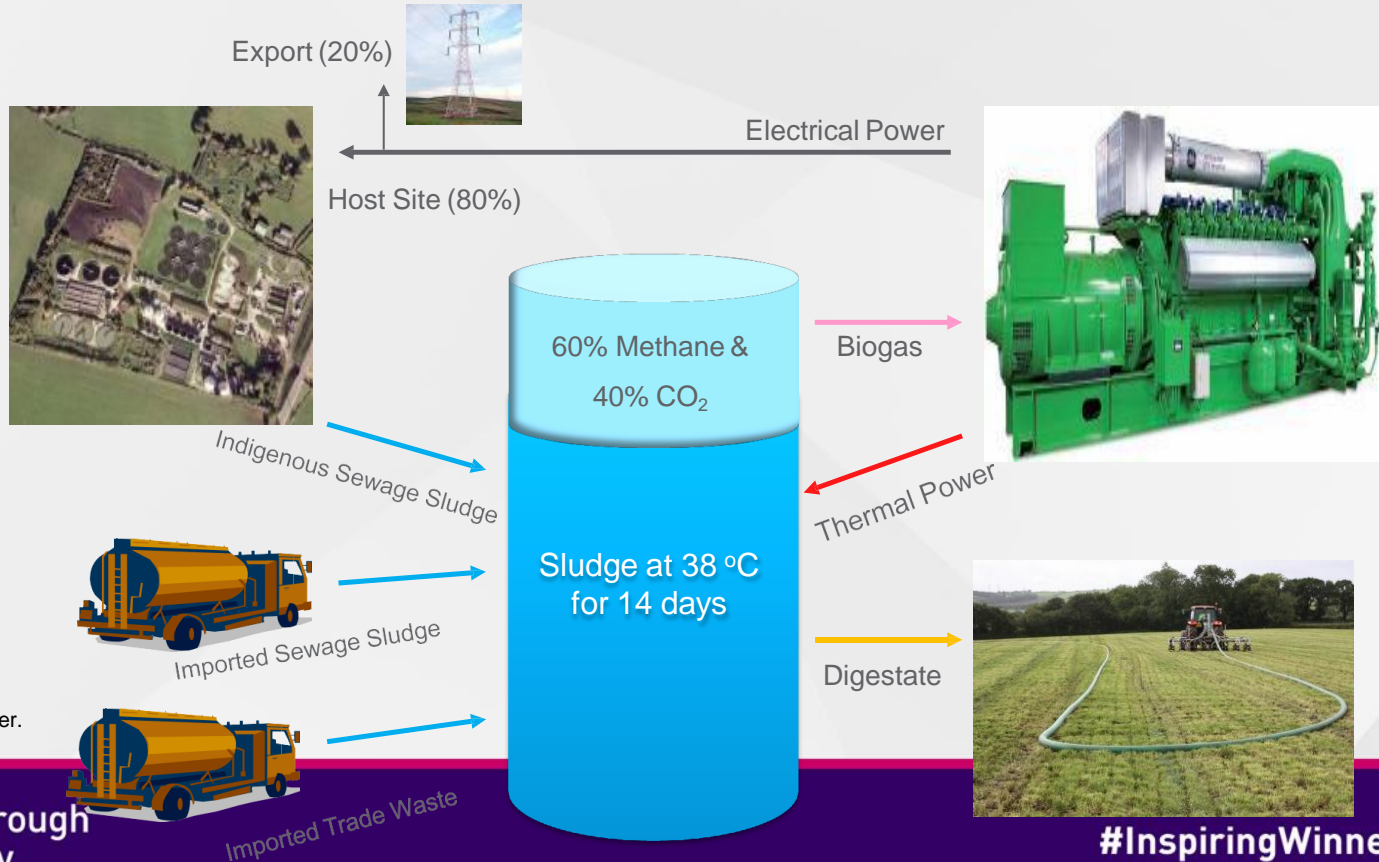 Export (20%)
Electrical Power
Host Site (80%)
60% Methane &
40% CO₂
Biogas
Indigenous Sewage Sludge
Thermal Power
Sludge at 38 ºC
for 14 days
Imported Sewage Sludge
Digestate
er.
Imported Trade Waste
rough
#InspiringWinne